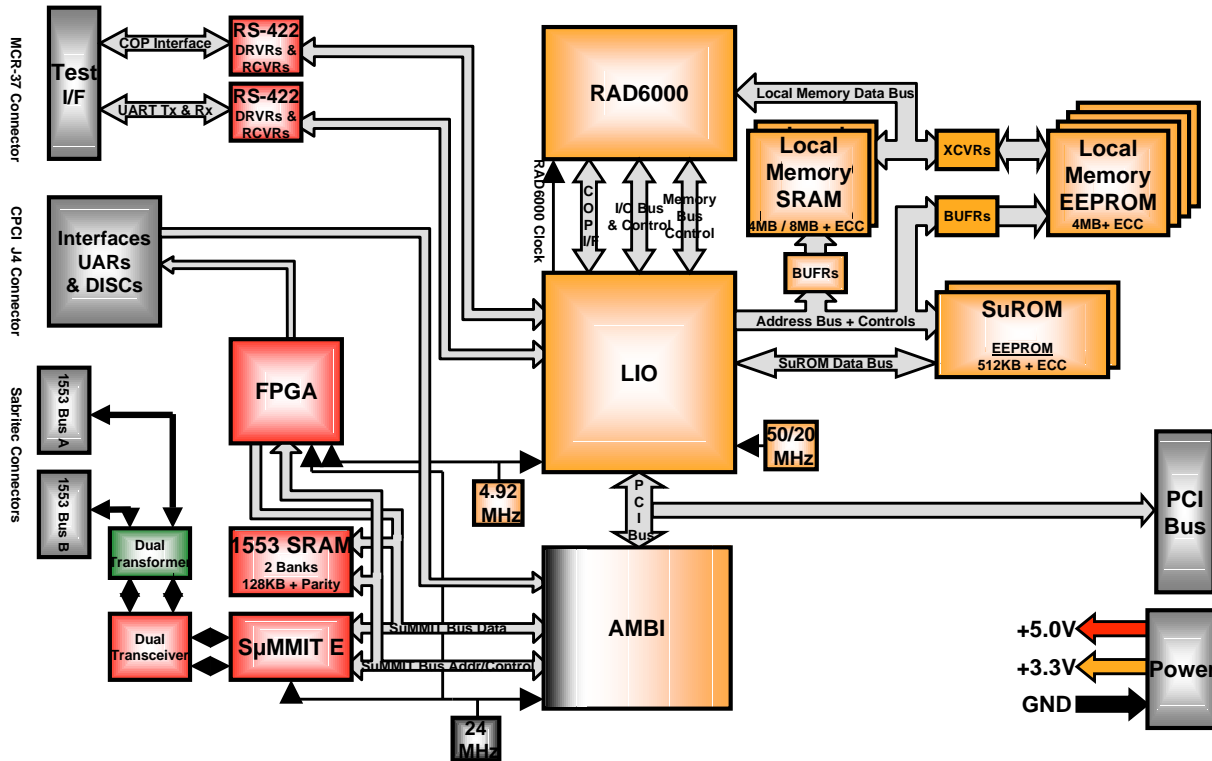 MCR-37 Connector
Test
I/F
COP Interface
UART Tx & Rx
RS-422
DRVRs &
RCVRs
RS-422
DRVRs &
RCVRs
RAD6000
Local Memory Data Bus
Local
Local
Memory
SRAM
4MB / 8MB + ECC
XCVRs
BUFRs
Local
Memory
EEPROM
4MB+ ECC
RAD6000 Clock
COP
I/F
I/O Bus
& Control
Memory
Bus
Control
BUFRs
CPCI J4 Connector
Interfaces
UARs
& DISCs
LIO
Address Bus + Controls
SuROM Data Bus
SuROM
EEPROM
512KB + ECC
FPGA
Sabritec Connectors
1553 Bus A
1553 Bus B
50/20
MHz
4.92
MHz
PCI
Bus
PCI
Bus
Dual
Transformer
1553 SRAM
2 Banks
128KB + Parity
Dual
Transceiver
SµMMIT E
SuMMIT Bus Data
SuMMIT Bus Addr/Control
AMBI
24
MHz
+5.0V
+3.3V
GND
Power